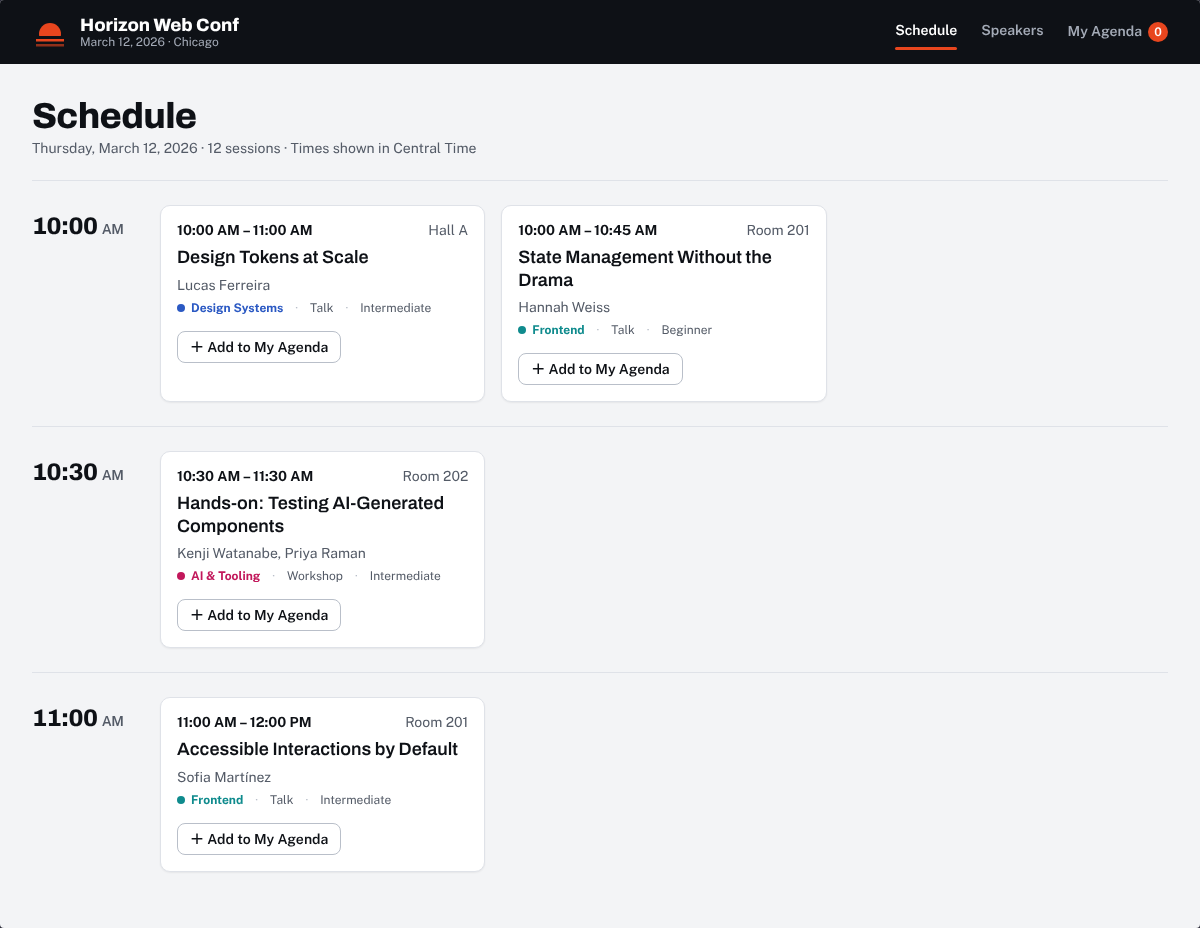 Horizon Web Conf
March 12, 2026 · Chicago
Schedule
Speakers
My Agenda 0
Schedule
Thursday, March 12, 2026 · 12 sessions · Times shown in Central Time
10:00 AM
10:00 AM – 11:00 AM
Hall A
Design Tokens at Scale
Lucas Ferreira
Design Systems · Talk · Intermediate
+ Add to My Agenda
10:00 AM – 10:45 AM
Room 201
State Management Without the
Drama
Hannah Weiss
Frontend · Talk · Beginner
+ Add to My Agenda
10:30 AM
10:30 AM – 11:30 AM
Room 202
Hands-on: Testing AI-Generated
Components
Kenji Watanabe, Priya Raman
AI & Tooling · Workshop · Intermediate
+ Add to My Agenda
11:00 AM
11:00 AM – 12:00 PM
Room 201
Accessible Interactions by Default
Sofia Martínez
Frontend · Talk · Intermediate
+ Add to My Agenda